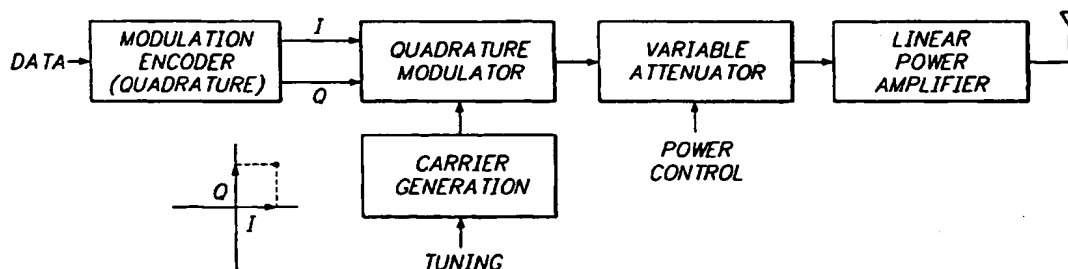 DATA
MODULATION
ENCODER
(QUADRATURE)
I
Q
QUADRATURE
MODULATOR
VARIABLE
ATTENUATOR
LINEAR
POWER
AMPLIFIER
CARRIER
GENERATION
POWER
CONTROL
Q
I
TUNING